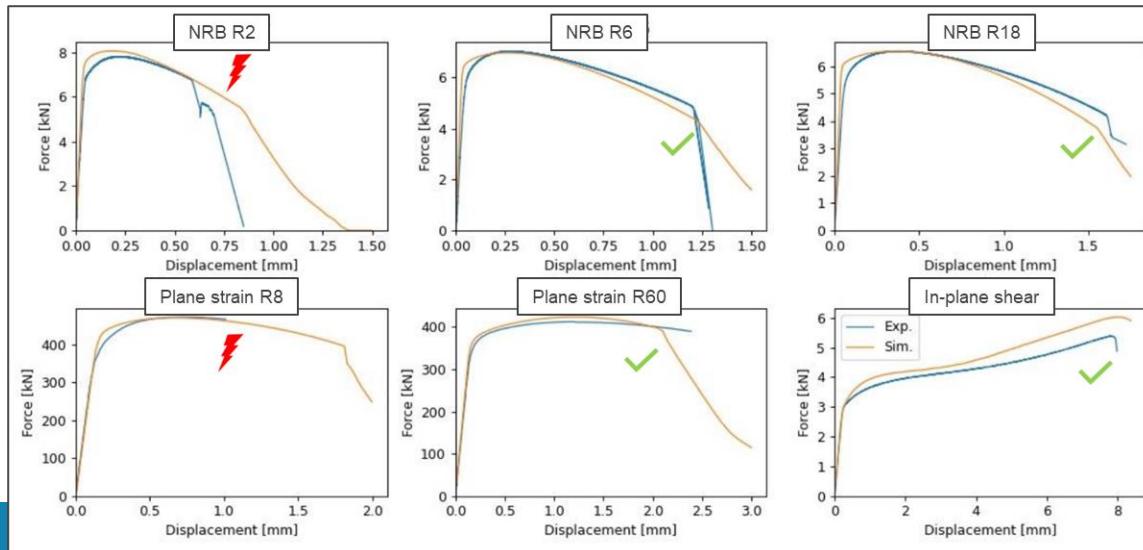 NRB R2
8
6
4
2
0
Force [kN]
0.00 0.25 0.50 0.75 1.00 1.25 1.50
Displacement [mm]
NRB R6
6
4
2
0
Force [kN]
0.00 0.25 0.50 0.75 1.00 1.25 1.50
Displacement [mm]
NRB R18
6
5
4
3
2
1
0
Force [kN]
0.0 0.5 1.0 1.5
Displacement [mm]
Plane strain R8
400
300
200
100
0
Force [kN]
0.0 0.5 1.0 1.5 2.0
Displacement [mm]
Plane strain R60
400
300
200
100
0
Force [kN]
0.0 0.5 1.0 1.5 2.0 2.5 3.0
Displacement [mm]
In-plane shear
Exp.
Sim.
6
5
4
3
2
1
0
Force [kN]
0 2 4 6 8
Displacement [mm]